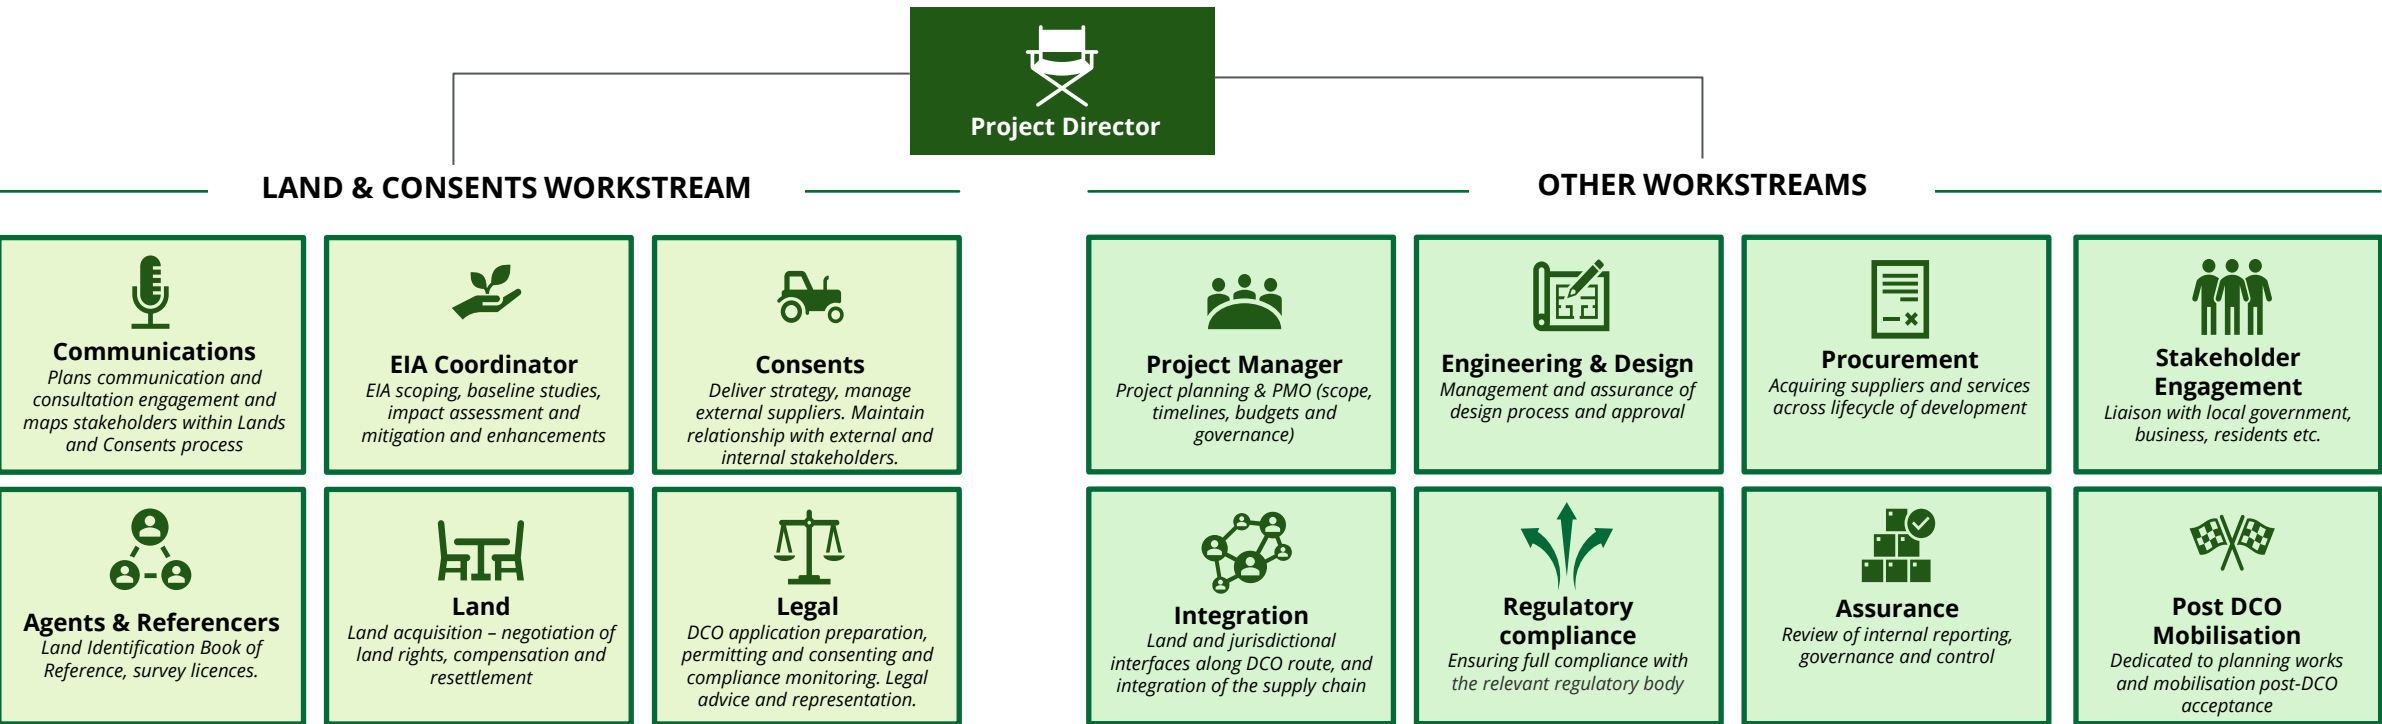 Project Director
LAND & CONSENTS WORKSTREAM
OTHER WORKSTREAMS
Communications
Plans communication and
consultation engagement and
maps stakeholders within Lands
and Consents process
EIA Coordinator
EIA scoping, baseline studies,
impact assessment and
mitigation and enhancements
Consents
Deliver strategy, manage
external suppliers. Maintain
relationship with external and
internal stakeholders.
Project Manager
Project planning & PMO (scope,
timelines, budgets and
governance)
Engineering & Design
Management and assurance of
design process and approval
Procurement
Acquiring suppliers and services
across lifecycle of development
Stakeholder
Engagement
Liaison with local government,
business, residents etc.
Agents & Referencers
Land Identification Book of
Reference, survey licences.
Land
Land acquisition – negotiation of
land rights, compensation and
resettlement
Legal
DCO application preparation,
permitting and consenting and
compliance monitoring. Legal
advice and representation.
Integration
Land and jurisdictional
interfaces along DCO route, and
integration of the supply chain
Regulatory
compliance
Ensuring full compliance with
the relevant regulatory body
Assurance
Review of internal reporting,
governance and control
Post DCO
Mobilisation
Dedicated to planning works
and mobilisation post-DCO
acceptance